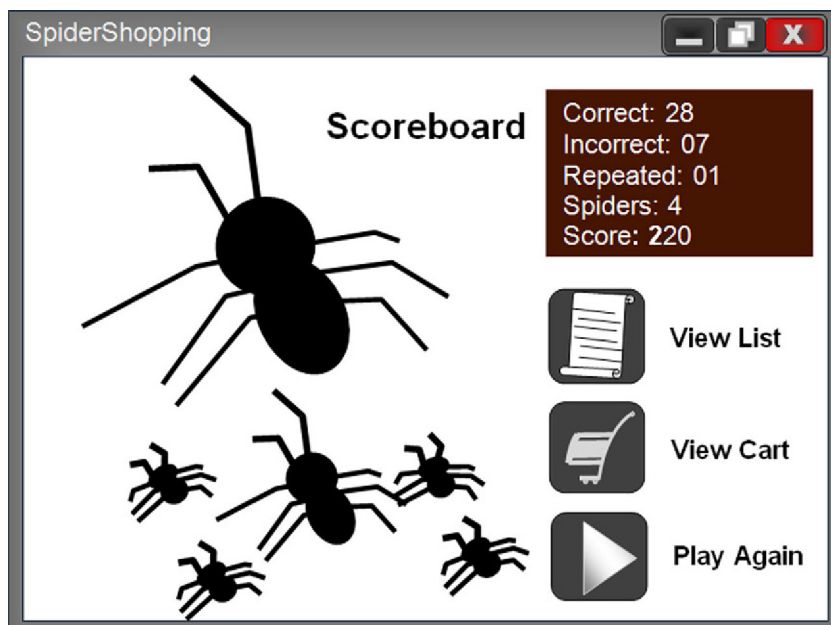 SpiderShopping
Scoreboard
Correct: 28
Incorrect: 07
Repeated: 01
Spiders: 4
Score: 220
View List
View Cart
Play Again